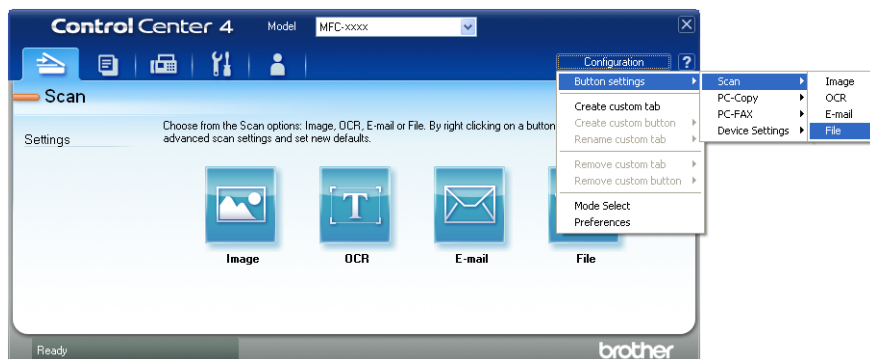 Control Center 4 Model MFC-xxxx
Configuration ?
Scan
Settings
Choose from the Scan options: Image, OCR, E-mail or File. By right clicking on a button
advanced scan settings and set new defaults.
Image OCR E-mail File
Button settings
Create custom tab
Create custom button
Rename custom tab
Remove custom tab
Remove custom button
Mode Select
Preferences
Scan
PC-Copy
PC-FAX
Device Settings
Image
OCR
E-mail
File
Ready
brother